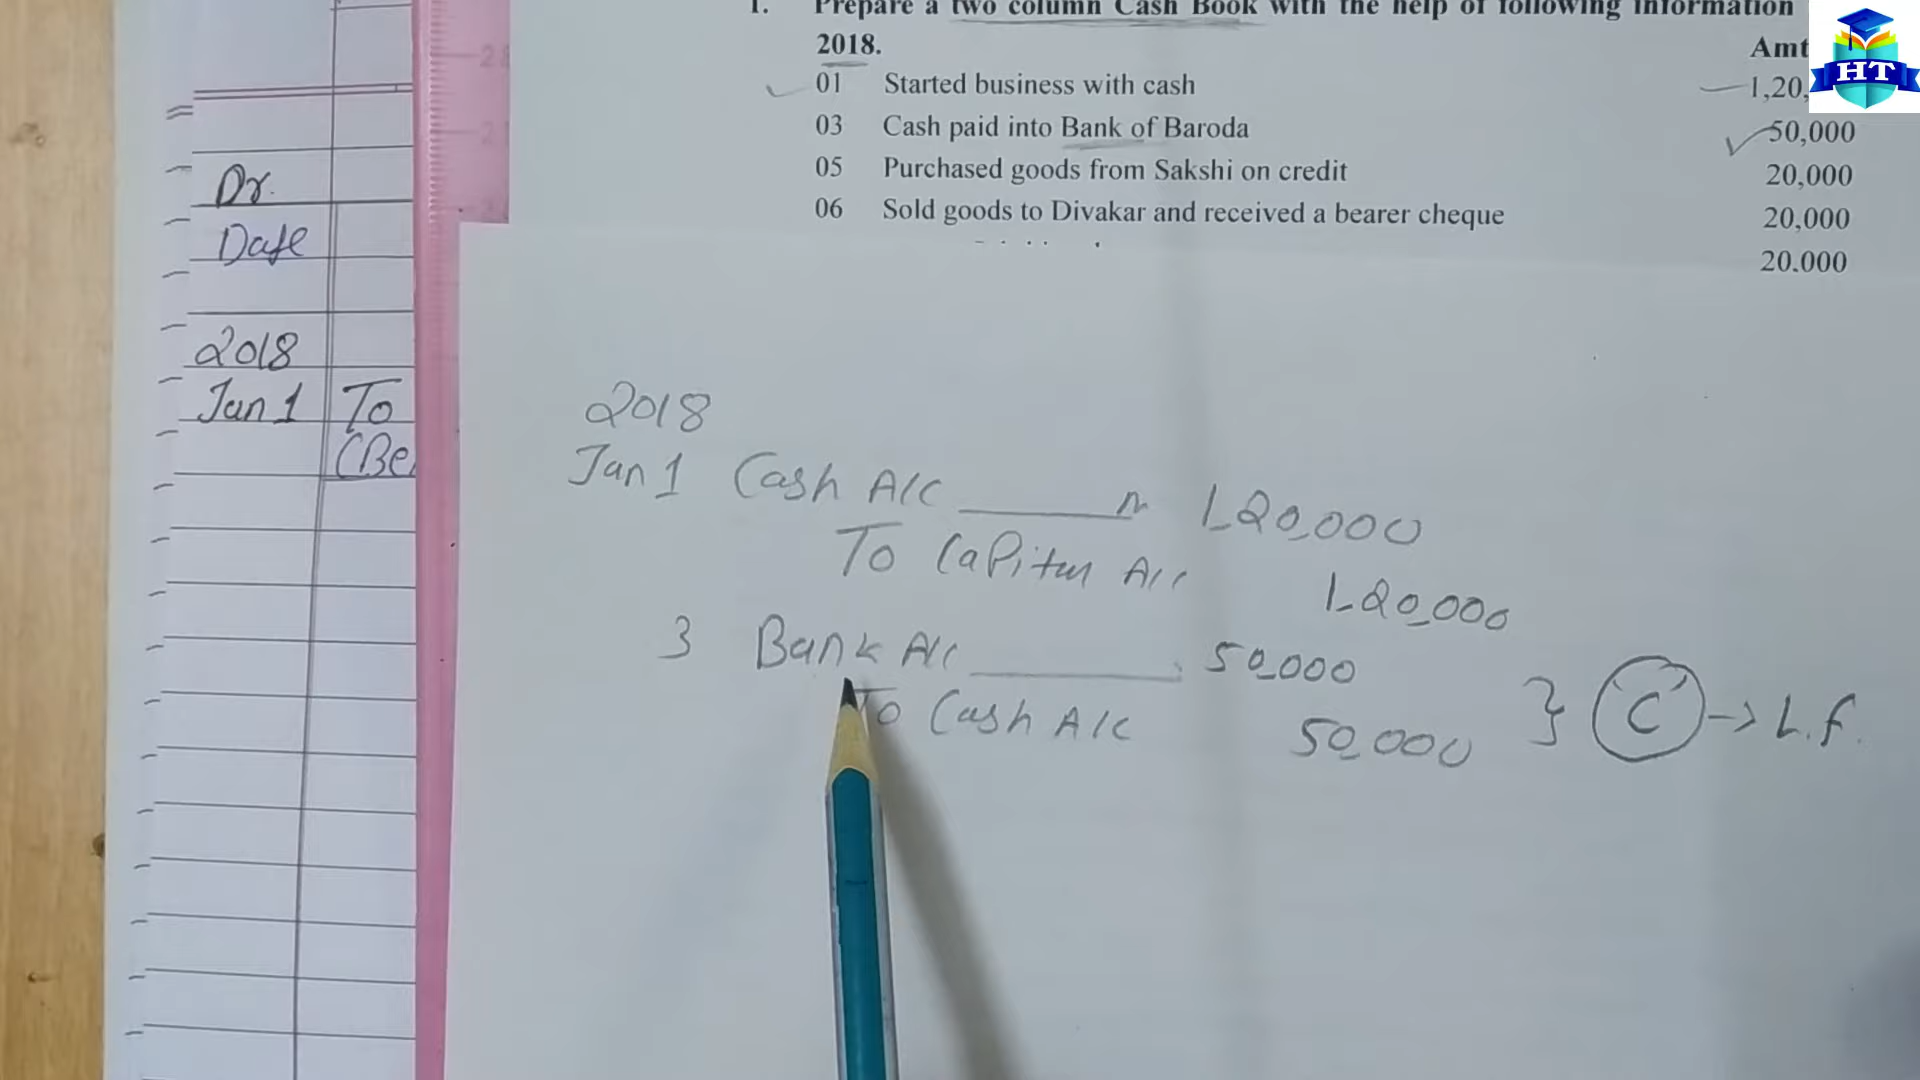 1. Prepare a two column Cash Book with the help of following information
2018. Amt
01 Started business with cash 1,20,
03 Cash paid into Bank of Baroda 50,000
05 Purchased goods from Sakshi on credit 20,000
06 Sold goods to Divakar and received a bearer cheque 20,000
20.000
HT
Dr.
Date
2018
Jan 1 To
(Be
2018
Jan 1 Cash A/c 1,20,000
To Capital A/c 1,20,000
3 Bank A/c 50,000
To Cash A/c 50,000
} C → L.f.